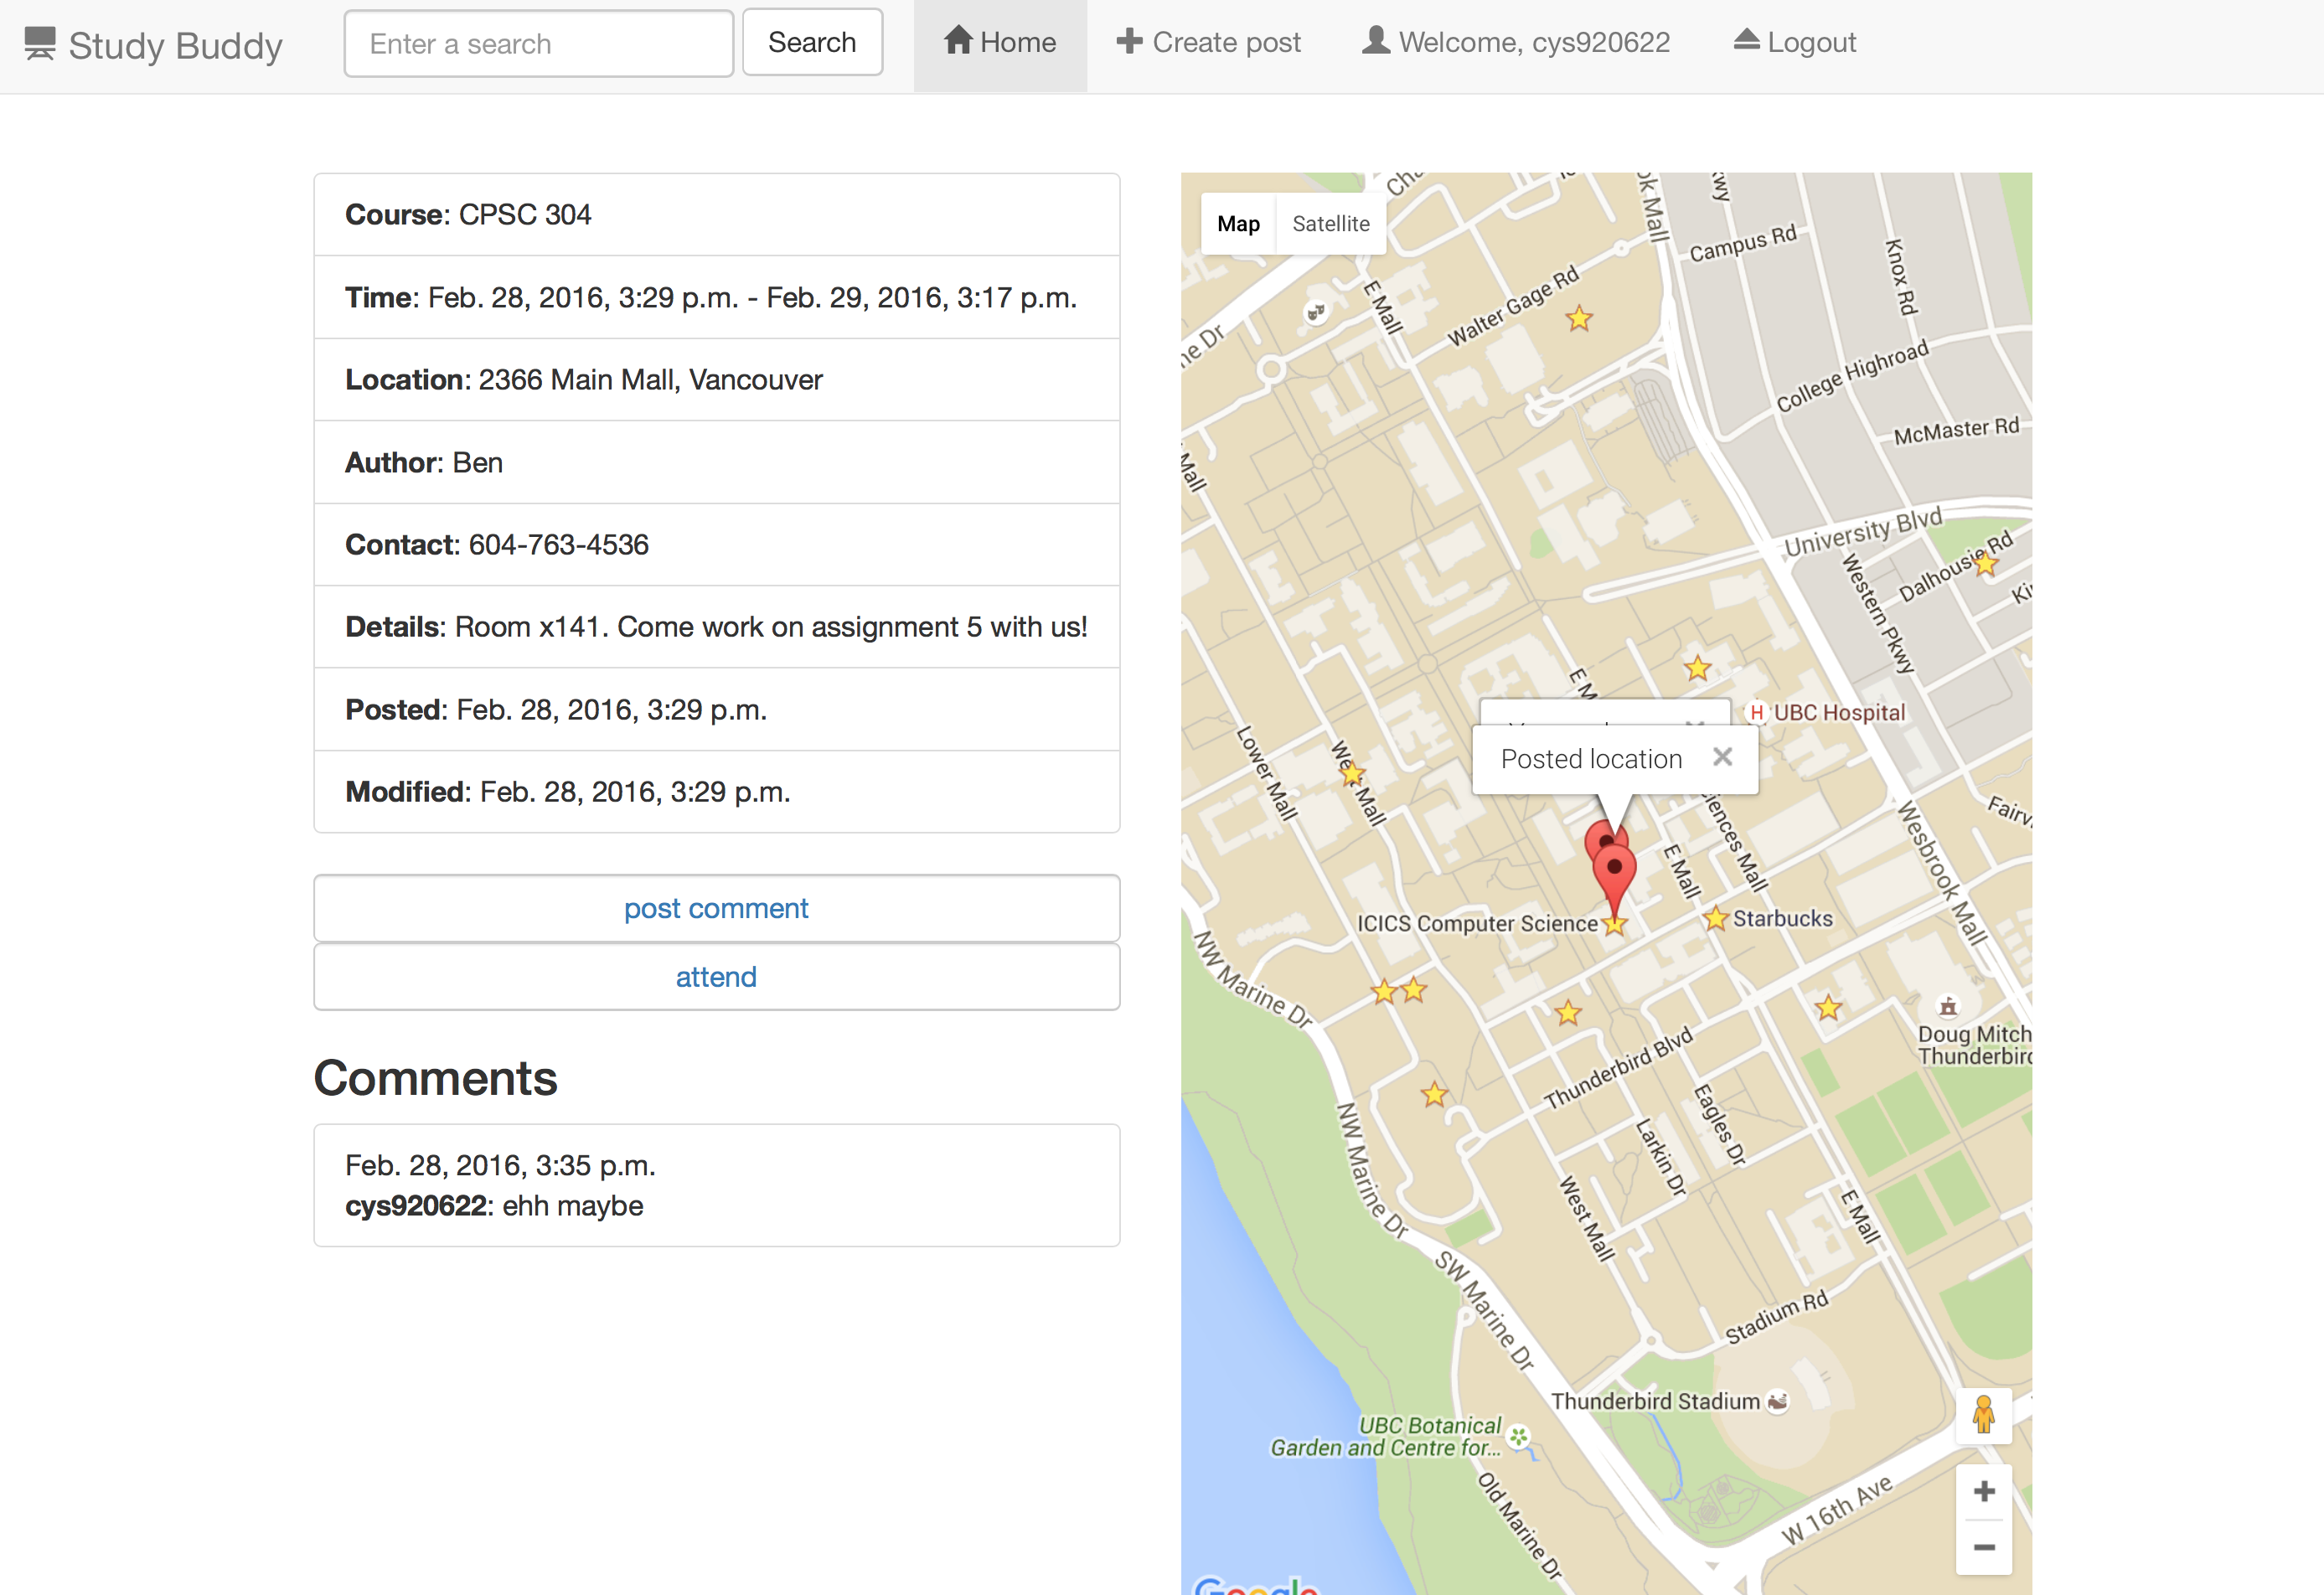 Study Buddy
Enter a search
Search
Home
Create post
Welcome, cys920622
Logout
Course: CPSC 304
Time: Feb. 28, 2016, 3:29 p.m. - Feb. 29, 2016, 3:17 p.m.
Location: 2366 Main Mall, Vancouver
Author: Ben
Contact: 604-763-4536
Details: Room x141. Come work on assignment 5 with us!
Posted: Feb. 28, 2016, 3:29 p.m.
Modified: Feb. 28, 2016, 3:29 p.m.
post comment
attend
Comments
Feb. 28, 2016, 3:35 p.m.
cys920622: ehh maybe
Map
Satellite
Campus Rd
Knox Rd
E Mall
Walter Gage Rd
College Highroad
McMaster Rd
Mall
University Blvd
Dalhousie Rd
Western Pkwy
UBC Hospital
Posted location
Lower Mall
West Mall
E Mall
Wesbrook Mall
ICICS Computer Science
Starbucks
NW Marine Dr
Doug Mitch
Thunderbird Blvd
Eagles Dr
Larkin Dr
NW Marine Dr
West Mall
E Mall
SW Marine Dr
Stadium Rd
Thunderbird Stadium
UBC Botanical
Garden and Centre for...
Old Marine Dr
W 16th Ave
Google